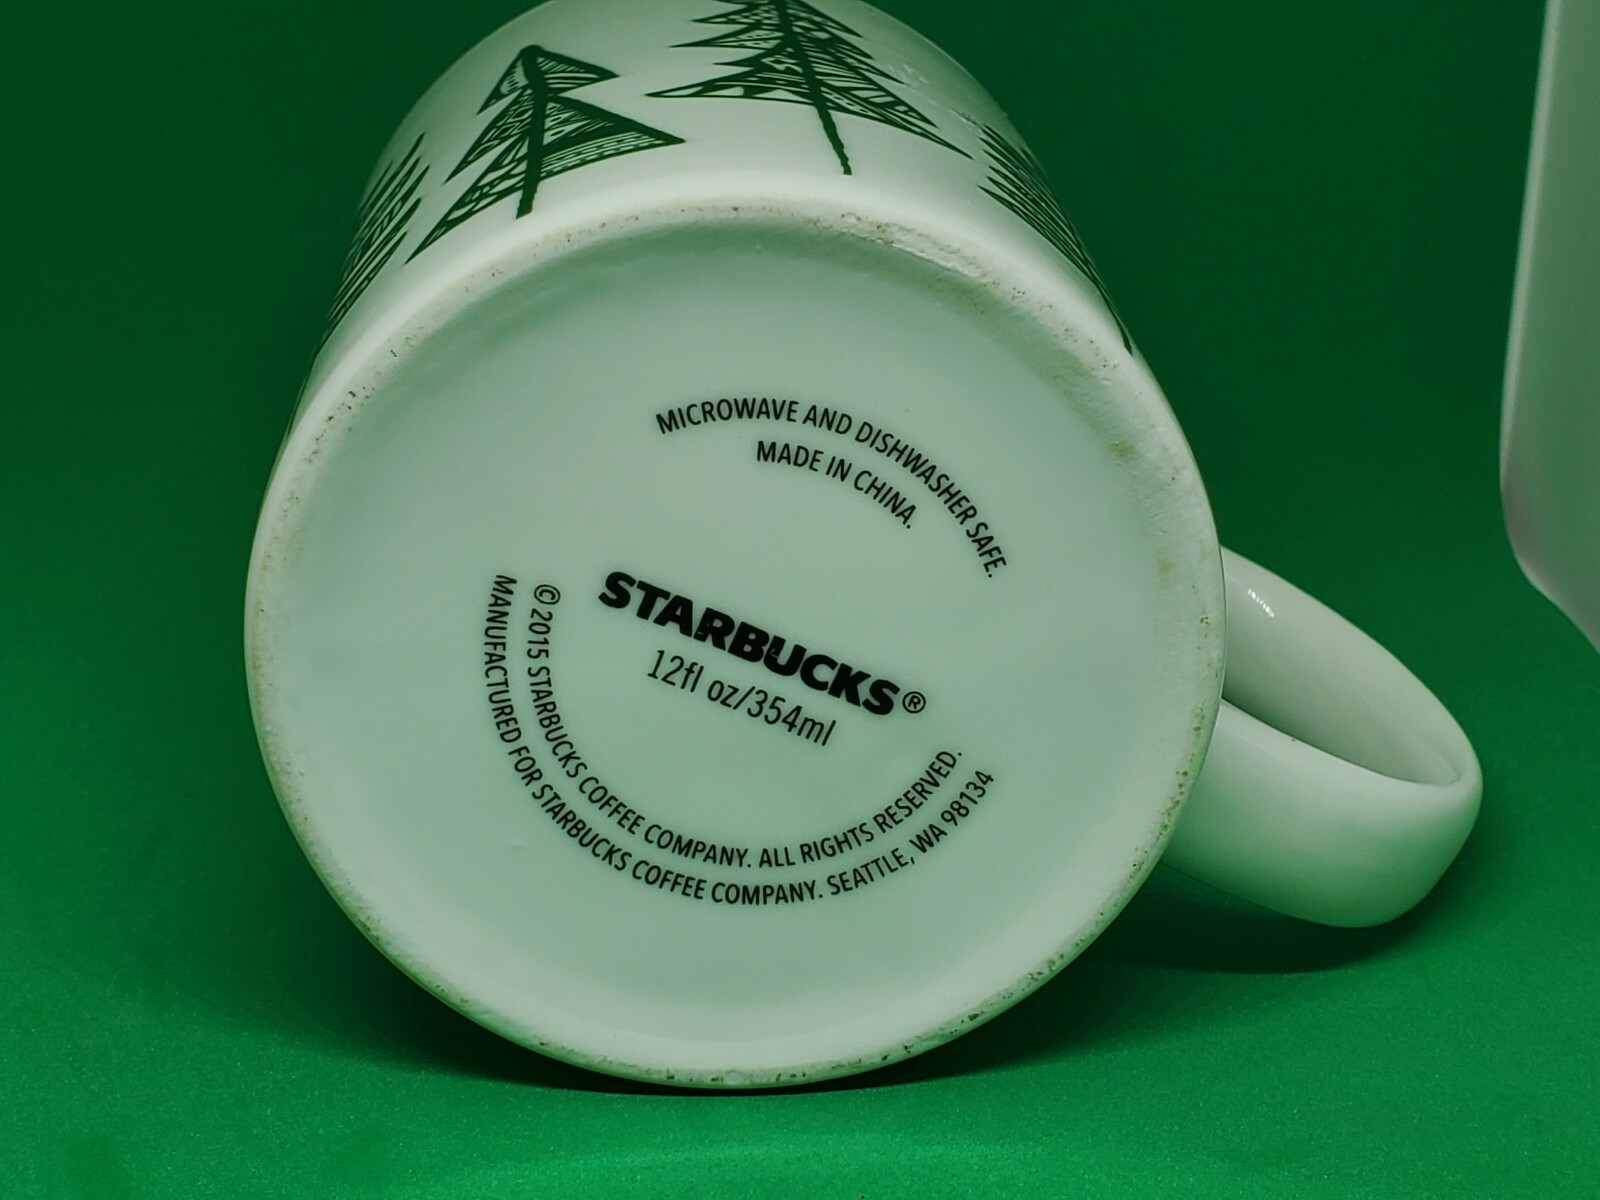 MICROWAVE AND DISHWASHER SAFE.
MADE IN CHINA.
STARBUCKS®
12fl oz/354ml
©2015 STARBUCKS COFFEE COMPANY. ALL RIGHTS RESERVED.
MANUFACTURED FOR STARBUCKS COFFEE COMPANY. SEATTLE, WA 98134